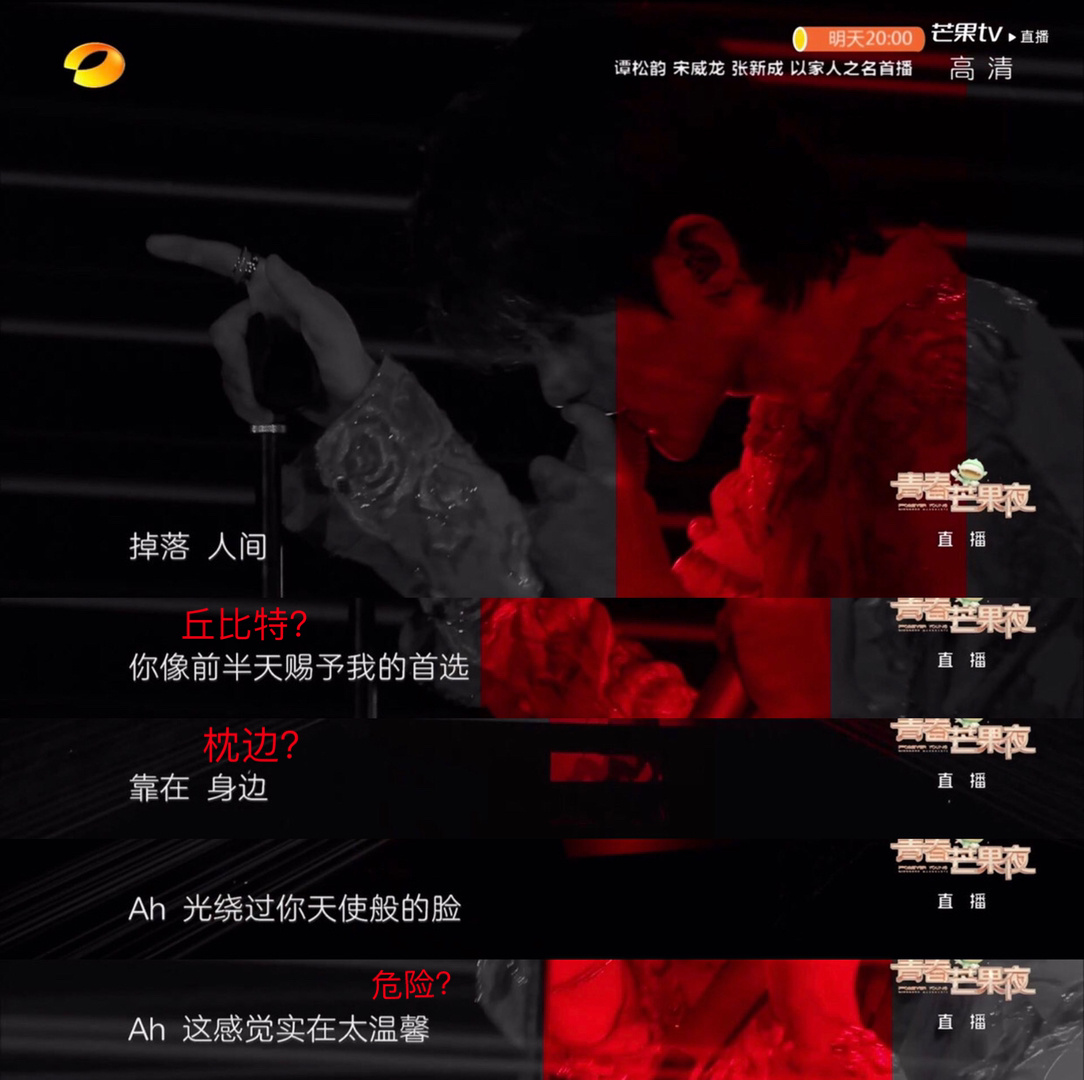 明天20:00
芒果tv 直播
谭松韵 宋威龙 张新成 以家人之名首播
高清
青春芒果夜
直播
掉落 人间
丘比特?
你像前半天赐予我的首选
青春芒果夜
直播
枕边?
靠在 身边
青春芒果夜
直播
Ah 光绕过你天使般的脸
青春芒果夜
直播
危险?
Ah 这感觉实在太温馨
青春芒果夜
直播